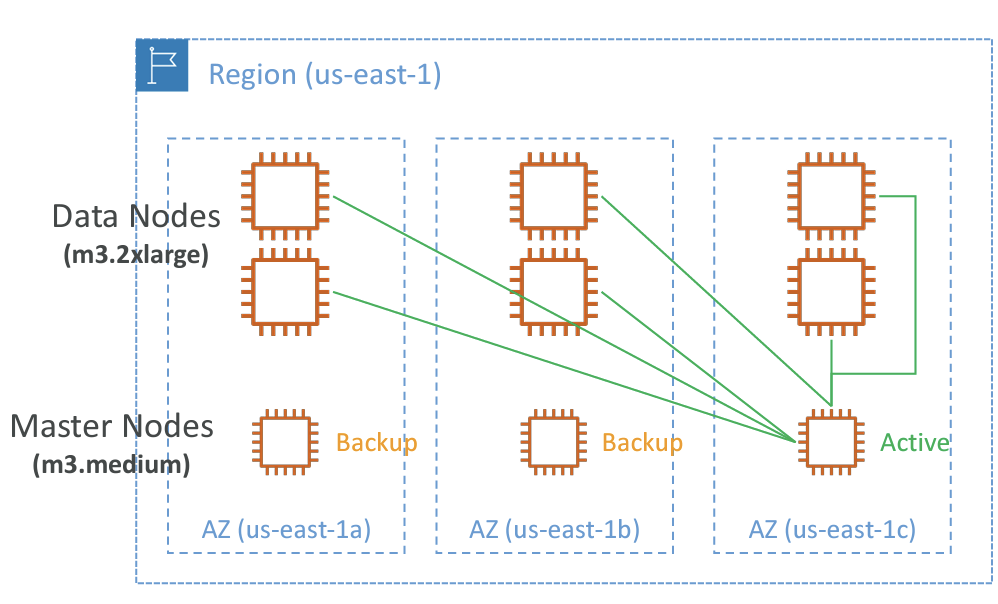 Region (us-east-1)
Data Nodes
(m3.2xlarge)
Master Nodes
(m3.medium)
Backup
Backup
Active
AZ (us-east-1a)
AZ (us-east-1b)
AZ (us-east-1c)